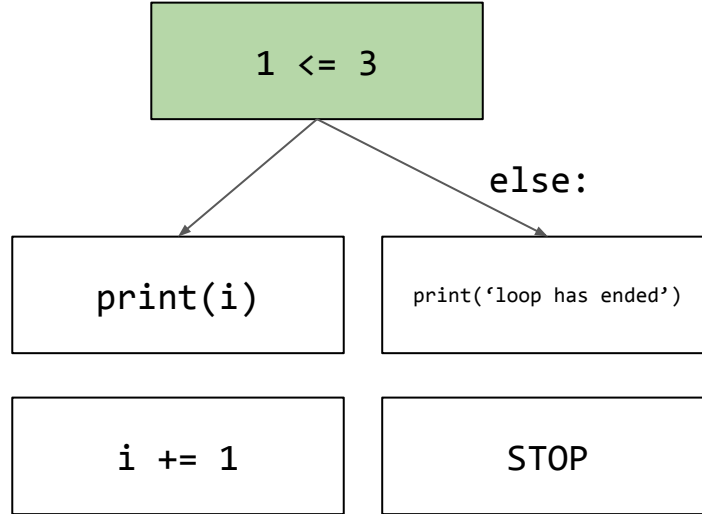 1 <= 3
else:
print(i)
print(‘loop has ended’)
i += 1
STOP